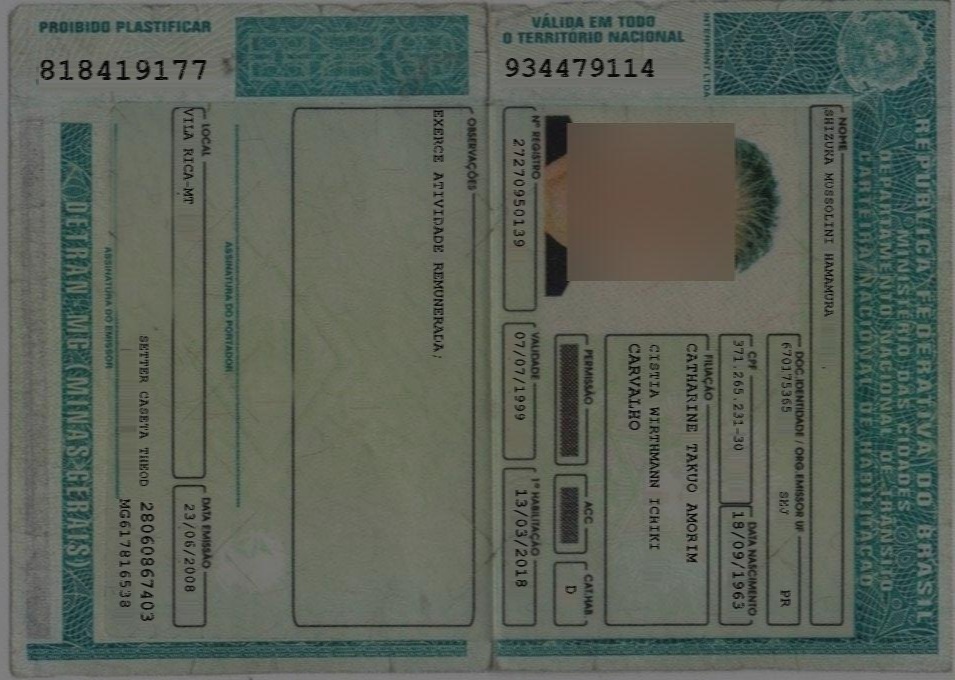 REPÚBLICA FEDERATIVA DO BRASIL
MINISTÉRIO DAS CIDADES
DEPARTAMENTO NACIONAL DE TRÂNSITO
CARTEIRA NACIONAL DE HABILITAÇÃO
NOME
SHIZUKA MUSSOLINI HAMAMURA
DOC. IDENTIDADE / ORG EMISSOR UF
670175365 SEJ PR
CPF
371.265.231-30
DATA NASCIMENTO
18/09/1963
FILIAÇÃO
CATHARINE TAKUO AMORIM
CISTIA WIRTHMANN ICHIKI
CARVALHO
PERMISSÃO
ACC
CAT.HAB
D
Nº REGISTRO
27270950139
VALIDADE
07/07/1999
1ª HABILITAÇÃO
13/03/2018
VÁLIDA EM TODO
O TERRITÓRIO NACIONAL
934479114
INTERPRINT LTDA
OBSERVAÇÕES
EXERCE ATIVIDADE REMUNERADA;
ASSINATURA DO PORTADOR
LOCAL
VILA RICA-MT
DATA EMISSÃO
23/06/2008
SETTER CASETA THEOD
28060867403
MG617816538
ASSINATURA DO EMISSOR
DETRAN-MG (MINAS GERAIS)
PROIBIDO PLASTIFICAR
818419177